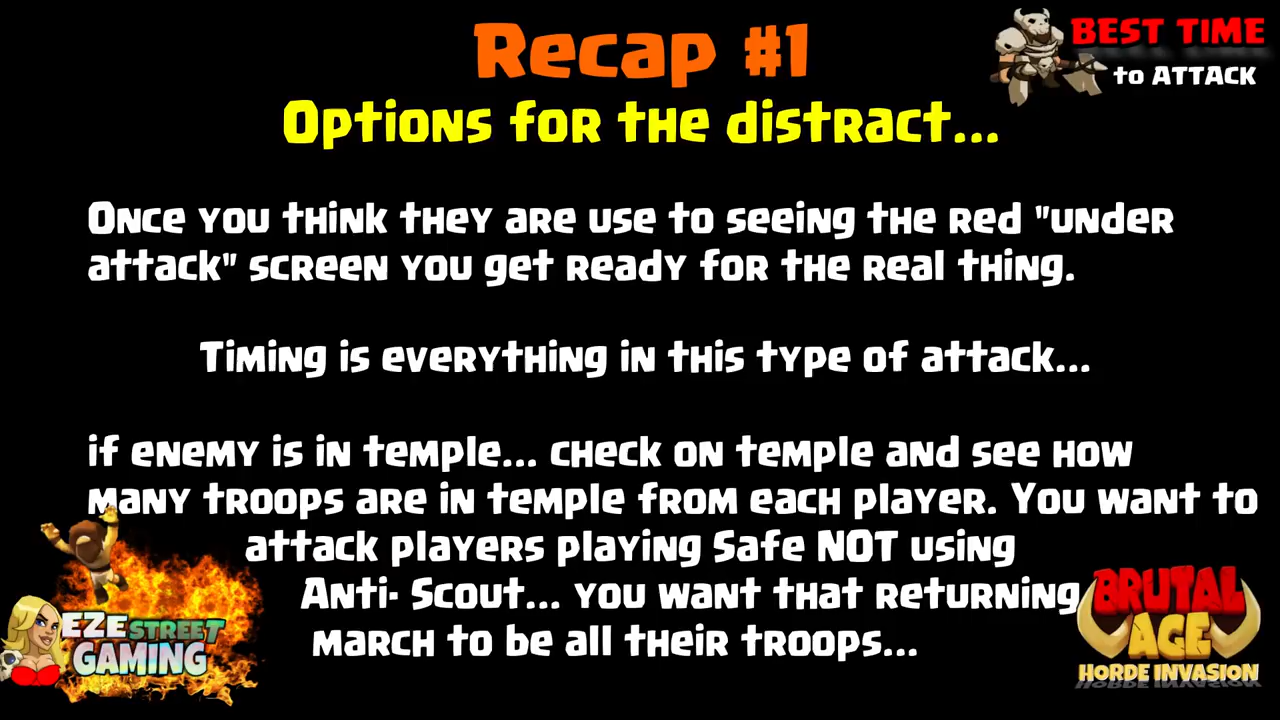 Recap #1
BEST TIME
to ATTACK
Options for the distract...
Once you think they are use to seeing the red "under
attack" screen you get ready for the real thing.
Timing is everything in this type of attack...
if enemy is in temple... check on temple and see how
many troops are in temple from each player. You want to
attack players playing Safe NOT using
Anti- Scout... you want that returning
march to be all their troops...
EZE STREET
GAMING
BRUTAL
AGE
HORDE INVASION